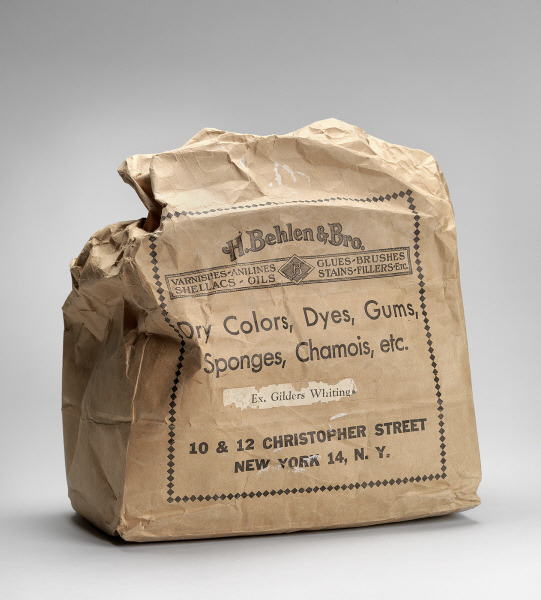 H. Behlen & Bro.
VARNISHES-ANILINES
SHELLACS - OILS
B
GLUES-BRUSHES
STAINS-FILLERS-Etc.
Dry Colors, Dyes, Gums,
Sponges, Chamois, etc.
Ex. Gilders Whiting
10 & 12 CHRISTOPHER STREET
NEW YORK 14, N. Y.